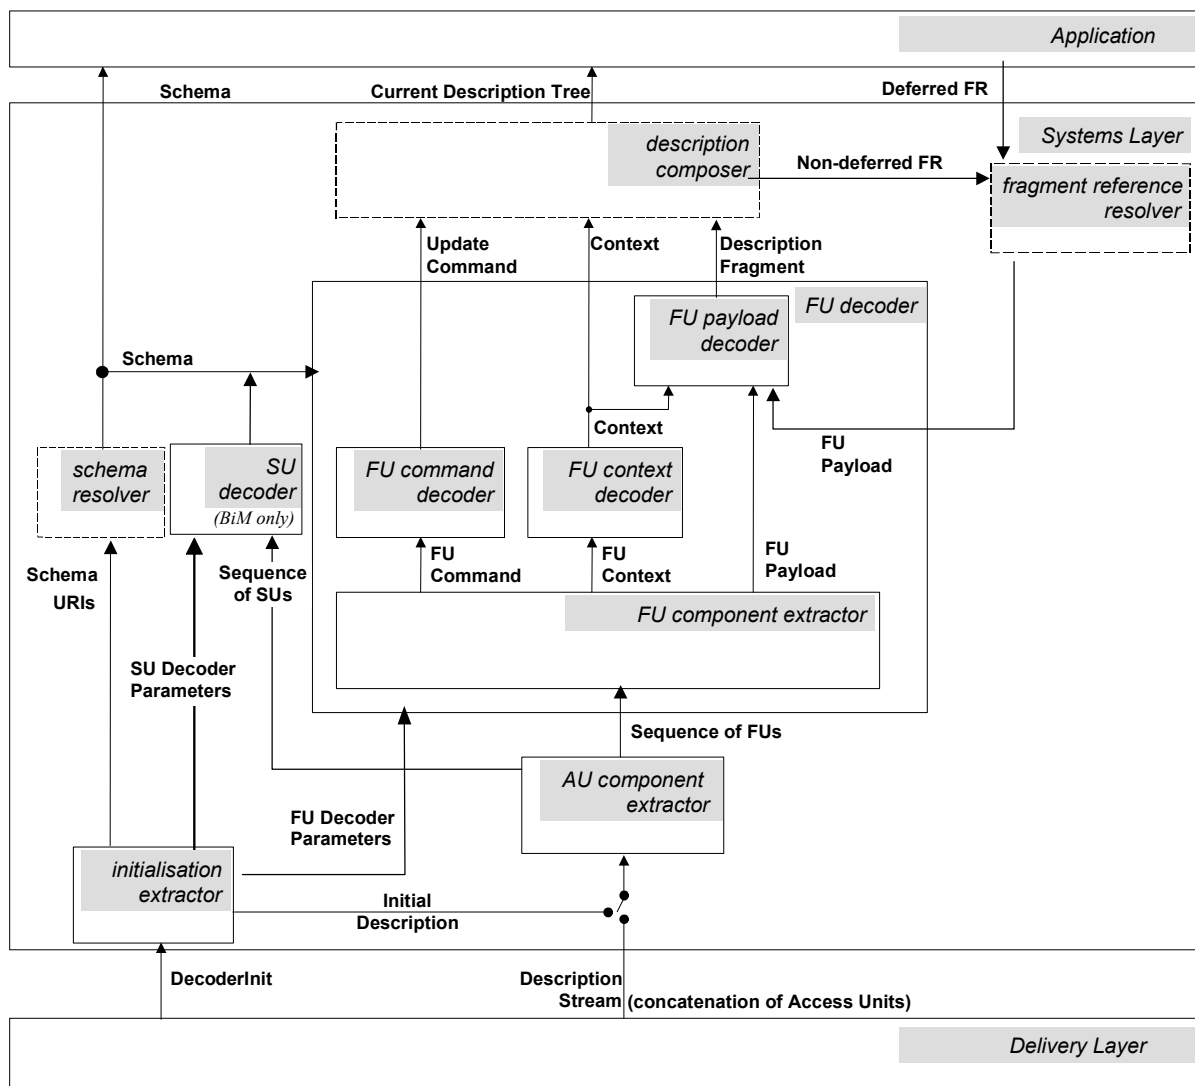 Application
Schema
Current Description Tree
Deferred FR
Systems Layer
description
composer
Non-deferred FR
fragment reference
resolver
Update
Command
Context
Description
Fragment
FU decoder
FU payload
decoder
Schema
Context
FU
Payload
schema
resolver
SU
decoder
(BiM only)
FU command
decoder
FU context
decoder
Schema
URIs
Sequence
of SUs
FU
Command
FU
Context
FU
Payload
FU component extractor
SU Decoder
Parameters
Sequence of FUs
AU component
extractor
FU Decoder
Parameters
initialisation
extractor
Initial
Description
DecoderInit
Description
Stream (concatenation of Access Units)
Delivery Layer